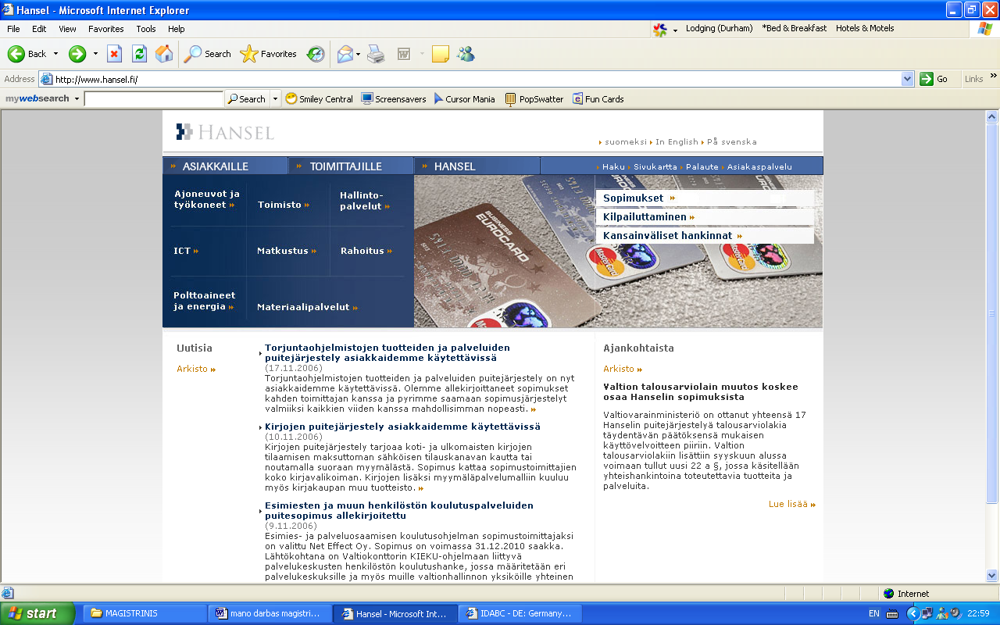 Hansel - Microsoft Internet Explorer
File Edit View Favorites Tools Help
Lodging (Durham) *Bed & Breakfast Hotels & Motels
Back Search Favorites
Address http://www.hansel.fi/ Go Links
mywebsearch Search Smiley Central Screensavers Cursor Mania PopSwatter Fun Cards
HANSEL
suomeksi In English På svenska
ASIAKKAILLE TOIMITTAJILLE HANSEL Haku Sivukartta Palaute Asiakaspalvelu
Ajoneuvot ja
työkoneet
Toimisto
Hallinto-
palvelut
ICT Matkustus Rahoitus
Polttoaineet
ja energia
Materiaalipalvelut
BUSINESS
EUROCARD
MasterCard
MasterCard
MasterCard
Sopimukset
Kilpailuttaminen
Kansainväliset hankinnat
Uutisia
Arkisto
Torjuntaohjelmistojen tuotteiden ja palveluiden
puitejärjestely asiakkaidemme käytettävissä
(17.11.2006)
Torjuntaohjelmistojen tuotteiden ja palveluiden puitejärjestely on nyt
asiakkaidemme käytettävissä. Olemme allekirjoittaneet sopimukset
kahden toimittajan kanssa ja pyrimme saamaan sopimusjärjestelyt
valmiiksi kaikkien viiden kanssa mahdollisimman nopeasti.
Kirjojen puitejärjestely asiakkaidemme käytettävissä
(10.11.2006)
Kirjojen puitejärjestely tarjoaa koti- ja ulkomaisten kirjojen
tilaamisen maksuttoman sähköisen tilauskanavan kautta tai
noutamalla suoraan myymälästä. Sopimus kattaa sopimustoimittajien
koko kirjavalikoiman. Kirjojen lisäksi myymäläpalvelumalliin kuuluu
myös kirjakaupan muu tuotteisto.
Esimiesten ja muun henkilöstön koulutuspalveluiden
puitesopimus allekirjoitettu
(9.11.2006)
Esimies- ja palveluosaamisen koulutusohjelman sopimustoimittajaksi
on valittu Net Effect Oy. Sopimus on voimassa 31.12.2010 saakka.
Lähtökohtana on Valtiokonttorin KIEKU-ohjelmaan liittyvä
palvelukeskusten henkilöstön koulutushanke, jossa määritetään eri
palvelukeskuksille ja myös muille valtionhallinnon yksiköille yhteinen
Ajankohtaista
Arkisto
Valtion talousarviolain muutos koskee
osaa Hanselin sopimuksista
Valtiovarainministeriö on ottanut yhteensä 17
Hanselin puitejärjestelyä talousarviolakia
täydentävän päätöksensä mukaisen
käyttövelvoitteen piiriin. Valtion
talousarviolakiin lisättiin syyskuun alussa
voimaan tullut uusi 22 a §, jossa käsitellään
yhteishankintoina toteutettavia tuotteita ja
palveluita.
Lue lisää
Internet
start MAGISTRINIS mano darbas magistri... Hansel - Microsoft Int... IDABC - DE: Germany... EN 22:59